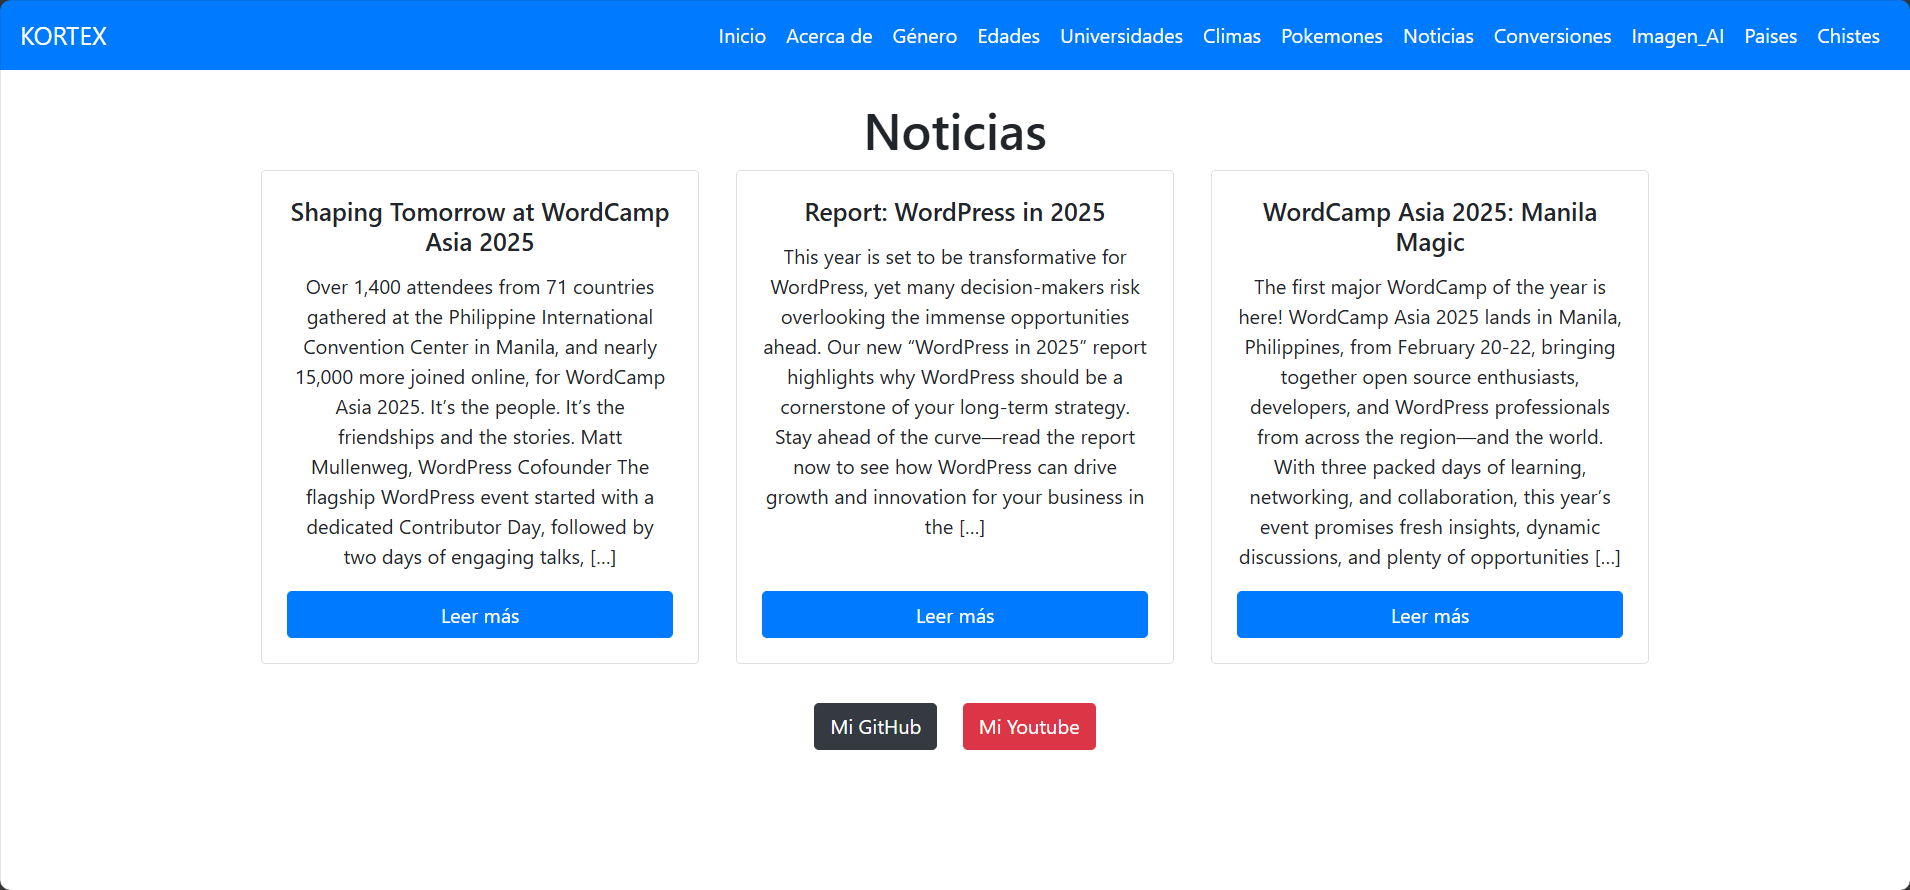 KORTEX
Inicio Acerca de Género Edades Universidades Climas Pokemones Noticias Conversiones Imagen_AI Paises Chistes
Noticias
Shaping Tomorrow at WordCamp
Asia 2025
Over 1,400 attendees from 71 countries
gathered at the Philippine International
Convention Center in Manila, and nearly
15,000 more joined online, for WordCamp
Asia 2025. It’s the people. It’s the
friendships and the stories. Matt
Mullenweg, WordPress Cofounder The
flagship WordPress event started with a
dedicated Contributor Day, followed by
two days of engaging talks, […]
Leer más
Report: WordPress in 2025
This year is set to be transformative for
WordPress, yet many decision-makers risk
overlooking the immense opportunities
ahead. Our new “WordPress in 2025” report
highlights why WordPress should be a
cornerstone of your long-term strategy.
Stay ahead of the curve—read the report
now to see how WordPress can drive
growth and innovation for your business in
the […]
Leer más
WordCamp Asia 2025: Manila
Magic
The first major WordCamp of the year is
here! WordCamp Asia 2025 lands in Manila,
Philippines, from February 20-22, bringing
together open source enthusiasts,
developers, and WordPress professionals
from across the region—and the world.
With three packed days of learning,
networking, and collaboration, this year’s
event promises fresh insights, dynamic
discussions, and plenty of opportunities […]
Leer más
Mi GitHub
Mi Youtube